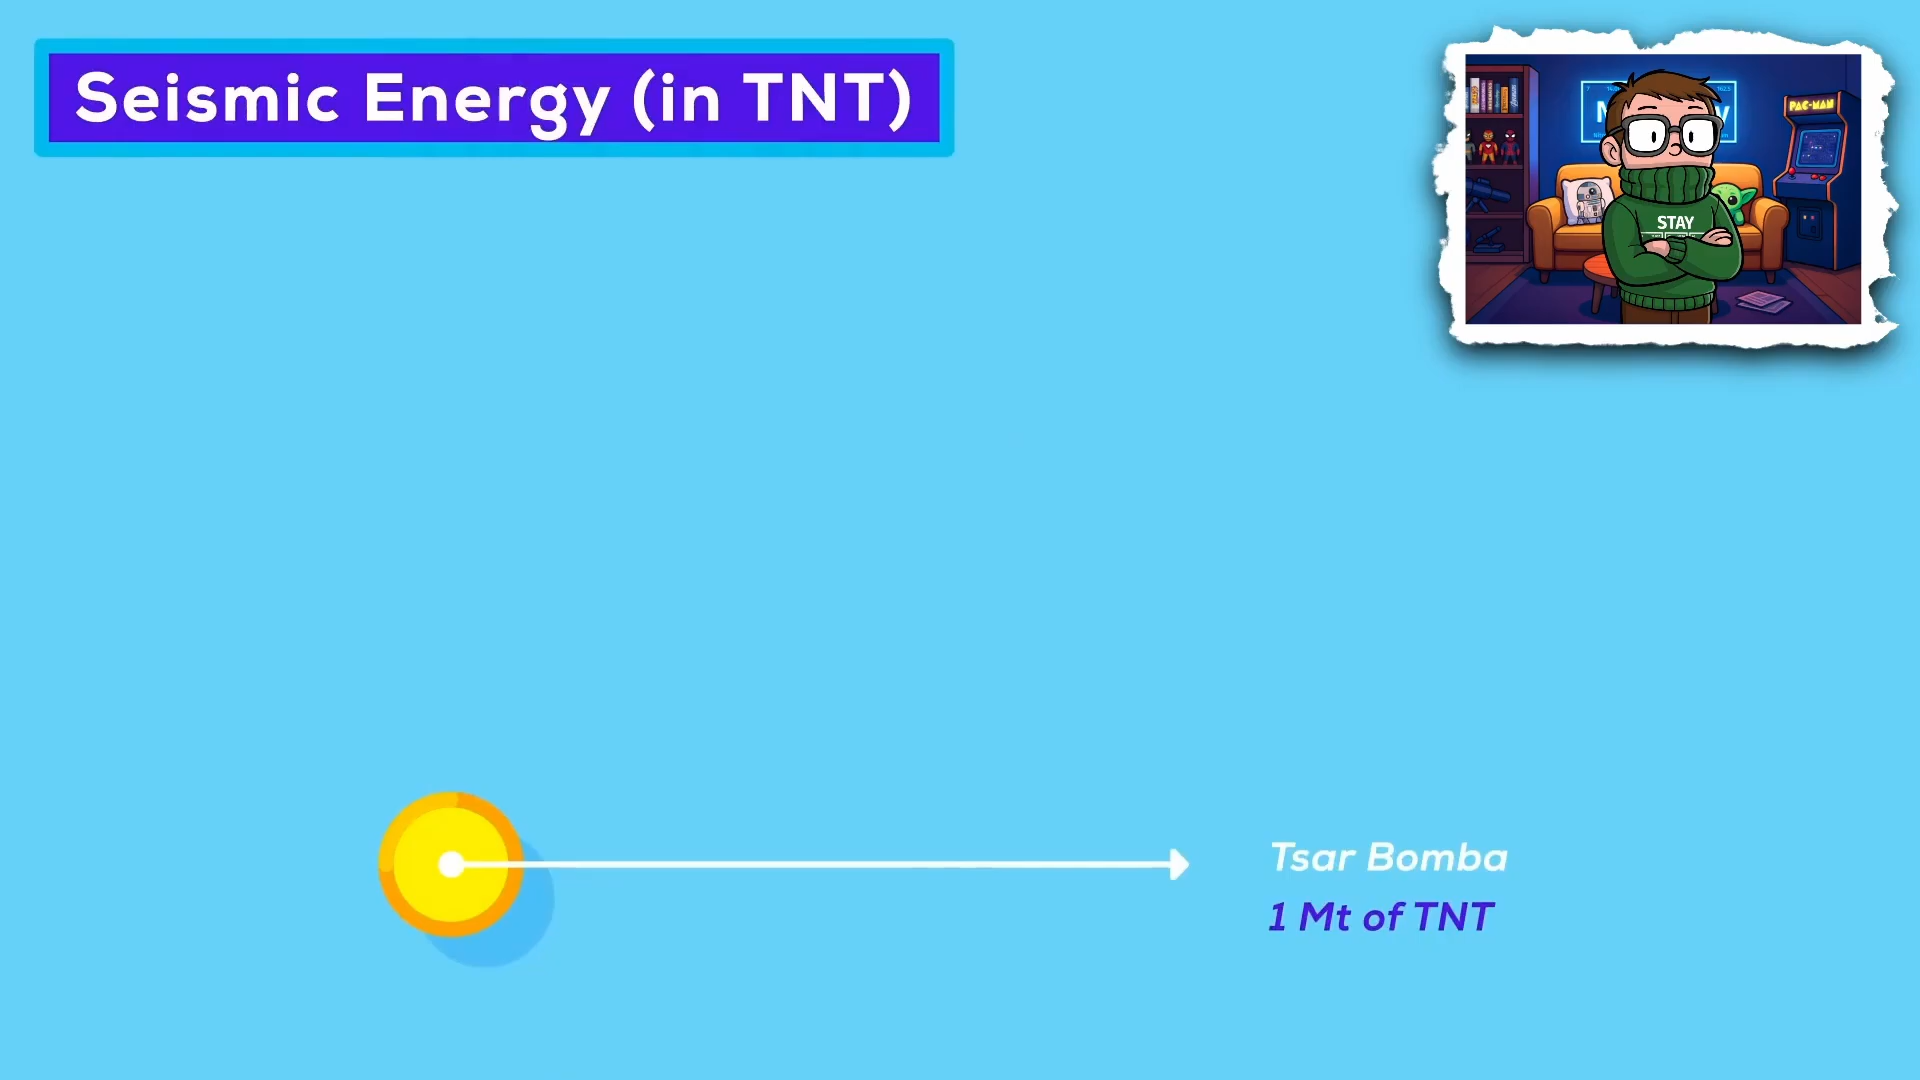 Seismic Energy (in TNT)
PAC-MAN
STAY
Tsar Bomba
1 Mt of TNT